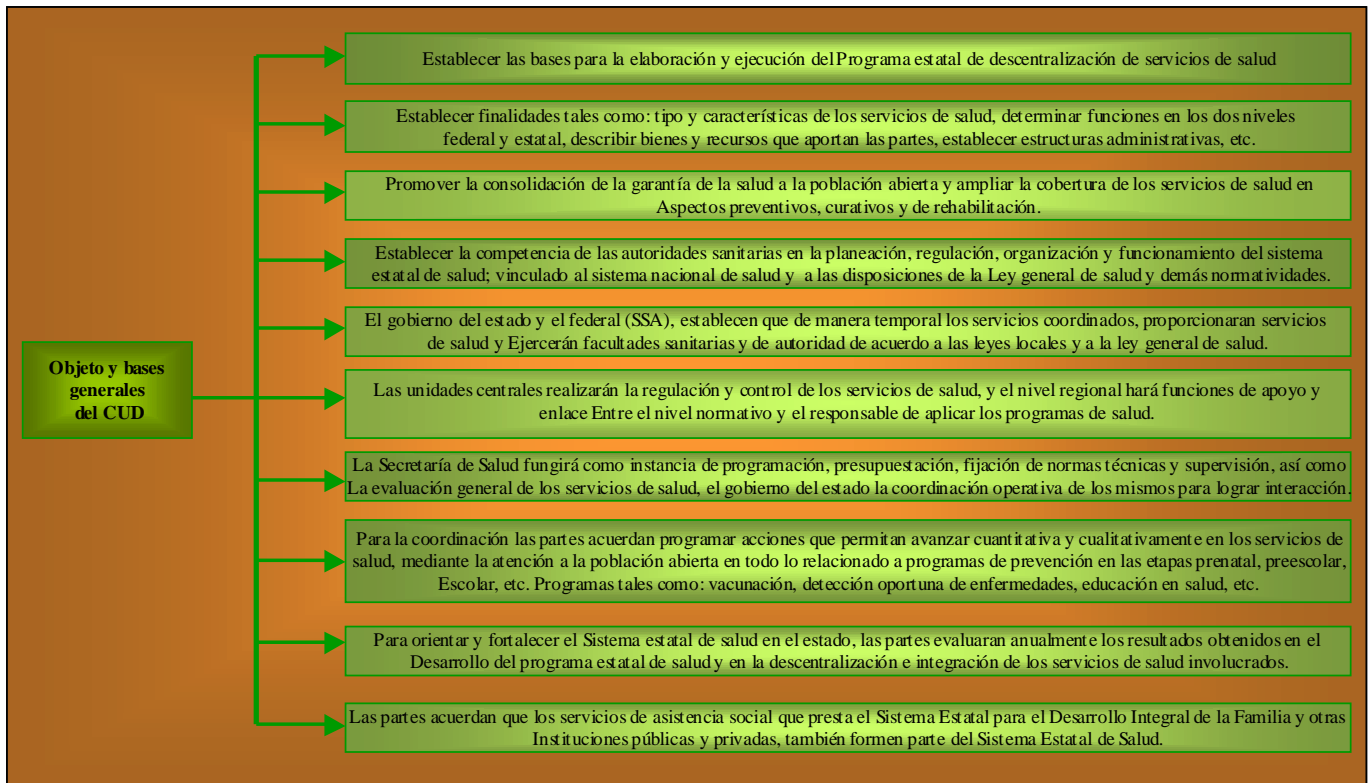 Establecer las bases para la elaboración y ejecución del Programa estatal de descentralización de servicios de salud
Establecer finalidades tales como: tipo y características de los servicios de salud, determinar funciones en los dos niveles
federal y estatal, describir bienes y recursos que aportan las partes, establecer estructuras administrativas, etc.
Promover la consolidación de la garantía de la salud a la población abierta y ampliar la cobertura de los servicios de salud en
Aspectos preventivos, curativos y de rehabilitación.
Establecer la competencia de las autoridades sanitarias en la planeación, regulación, organización y funcionamiento del sistema
estatal de salud; vinculado al sistema nacional de salud y a las disposiciones de la Ley general de salud y demás normatividades.
El gobierno del estado y el federal (SSA), establecen que de manera temporal los servicios coordinados, proporcionaran servicios
de salud y Ejercerán facultades sanitarias y de autoridad de acuerdo a las leyes locales y a la ley general de salud.
Objeto y bases
generales
del CUD
Las unidades centrales realizarán la regulación y control de los servicios de salud, y el nivel regional hará funciones de apoyo y
enlace Entre el nivel normativo y el responsable de aplicar los programas de salud.
La Secretaría de Salud fungirá como instancia de programación, presupuestación, fijación de normas técnicas y supervisión, así como
La evaluación general de los servicios de salud, el gobierno del estado la coordinación operativa de los mismos para lograr interacción.
Para la coordinación las partes acuerdan programar acciones que permitan avanzar cuantitativa y cualitativamente en los servicios de
salud, mediante la atención a la población abierta en todo lo relacionado a programas de prevención en las etapas prenatal, preescolar,
Escolar, etc. Programas tales como: vacunación, detección oportuna de enfermedades, educación en salud, etc.
Para orientar y fortalecer el Sistema estatal de salud en el estado, las partes evaluaran anualmente los resultados obtenidos en el
Desarrollo del programa estatal de salud y en la descentralización e integración de los servicios de salud involucrados.
Las partes acuerdan que los servicios de asistencia social que presta el Sistema Estatal para el Desarrollo Integral de la Familia y otras
Instituciones públicas y privadas, también formen parte del Sistema Estatal de Salud.